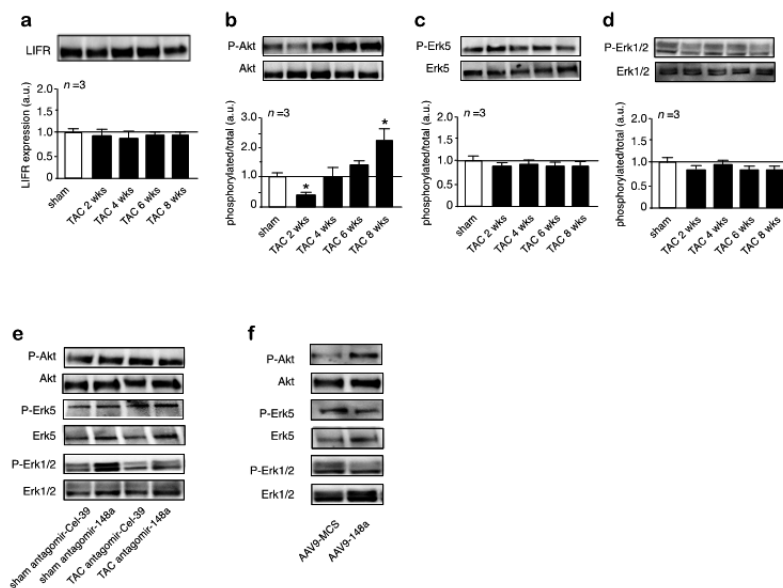 a
LIFR
LIFR expression (a.u.)
n =3
2.0
1.5
1.0
0.5
0
sham
TAC 2 wks
TAC 4 wks
TAC 6 wks
TAC 8 wks
b
P-Akt
Akt
phosphorylated/total (a.u.)
n =3
3.0
2.0
1.0
0.5
0
*
*
sham
TAC 2 wks
TAC 4 wks
TAC 6 wks
TAC 8 wks
c
P-Erk5
Erk5
phosphorylated/total (a.u.)
n =3
2.0
1.5
1.0
0.5
0
sham
TAC 2 wks
TAC 4 wks
TAC 6 wks
TAC 8 wks
d
P-Erk1/2
Erk1/2
phosphorylated/total (a.u.)
n =3
2.0
1.5
1.0
0.5
0
sham
TAC 2 wks
TAC 4 wks
TAC 6 wks
TAC 8 wks
e
P-Akt
Akt
P-Erk5
Erk5
P-Erk1/2
Erk1/2
sham antagomir-Cel-39
sham antagomir-148a
TAC antagomir-Cel-39
TAC antagomir-148a
f
P-Akt
Akt
P-Erk5
Erk5
P-Erk1/2
Erk1/2
AAV9-MCS
AAV9-148a